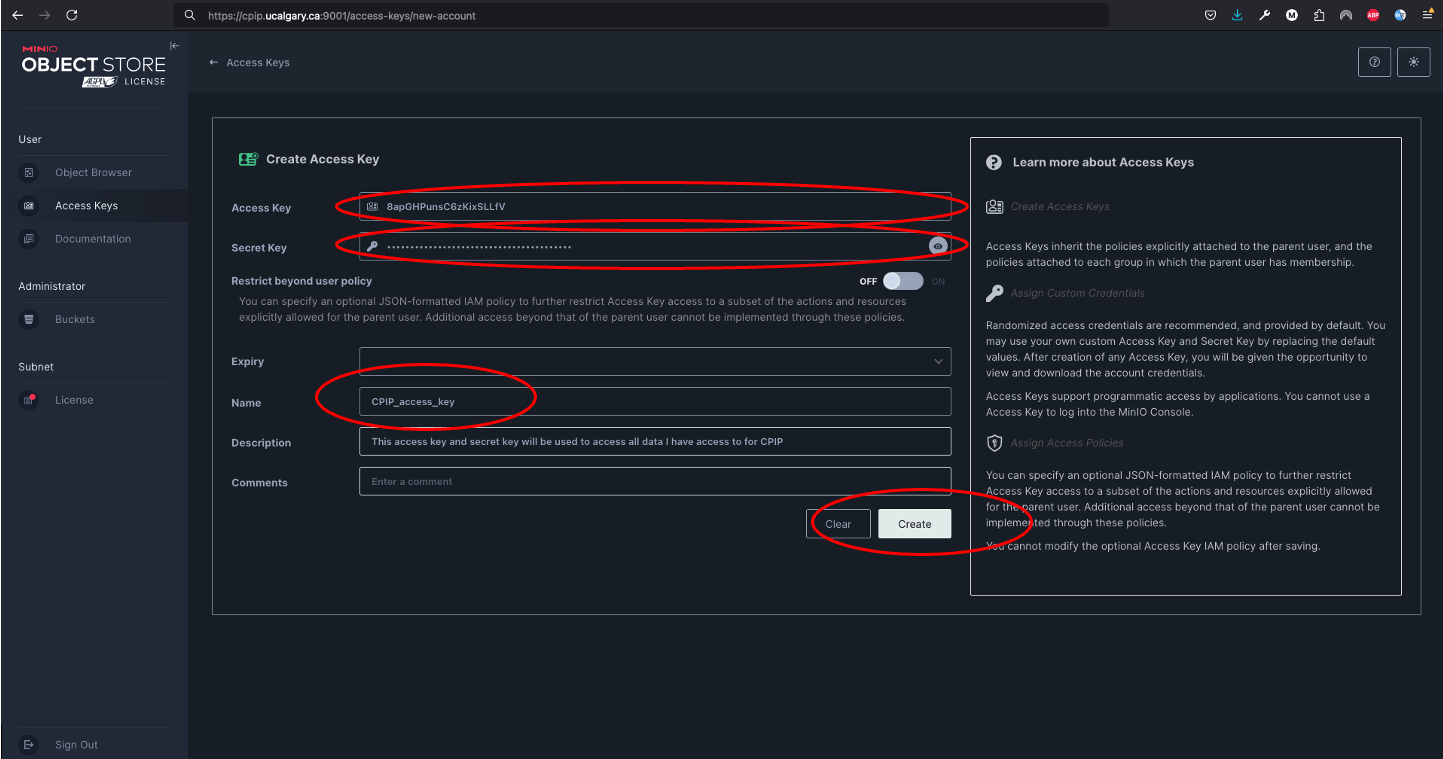 https://cpip.ucalgary.ca:9001/access-keys/new-account
M
ABP
MINIO
OBJECT STORE
AGPLv3 LICENSE
User
Object Browser
Access Keys
Documentation
Administrator
Buckets
Subnet
License
Sign Out
← Access Keys
Create Access Key
Access Key
8apGHPunsC6zKixSLLfV
Secret Key
••••••••••••••••••••••••••••••••••••••••
Restrict beyond user policy
OFF ON
You can specify an optional JSON-formatted IAM policy to further restrict Access Key access to a subset of the actions and resources
explicitly allowed for the parent user. Additional access beyond that of the parent user cannot be implemented through these policies.
Expiry
Name
CPIP_access_key
Description
This access key and secret key will be used to access all data I have access to for CPIP
Comments
Enter a comment
Clear
Create
Learn more about Access Keys
Create Access Keys
Access Keys inherit the policies explicitly attached to the parent user, and the
policies attached to each group in which the parent user has membership.
Assign Custom Credentials
Randomized access credentials are recommended, and provided by default. You
may use your own custom Access Key and Secret Key by replacing the default
values. After creation of any Access Key, you will be given the opportunity to
view and download the account credentials.
Access Keys support programmatic access by applications. You cannot use a
Access Key to log into the MinIO Console.
Assign Access Policies
You can specify an optional JSON-formatted IAM policy to further restrict
Access Key access to a subset of the actions and resources explicitly allowed
for the parent user. Additional access beyond that of the parent user cannot be
implemented through these policies.
You cannot modify the optional Access Key IAM policy after saving.